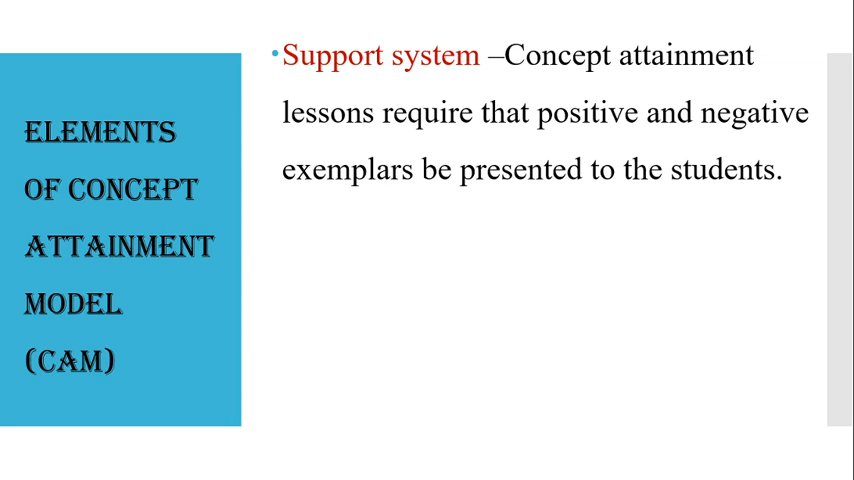 ELEMENTS
OF CONCEPT
ATTAINMENT
MODEL
(CAM)
•Support system –Concept attainment
lessons require that positive and negative
exemplars be presented to the students.